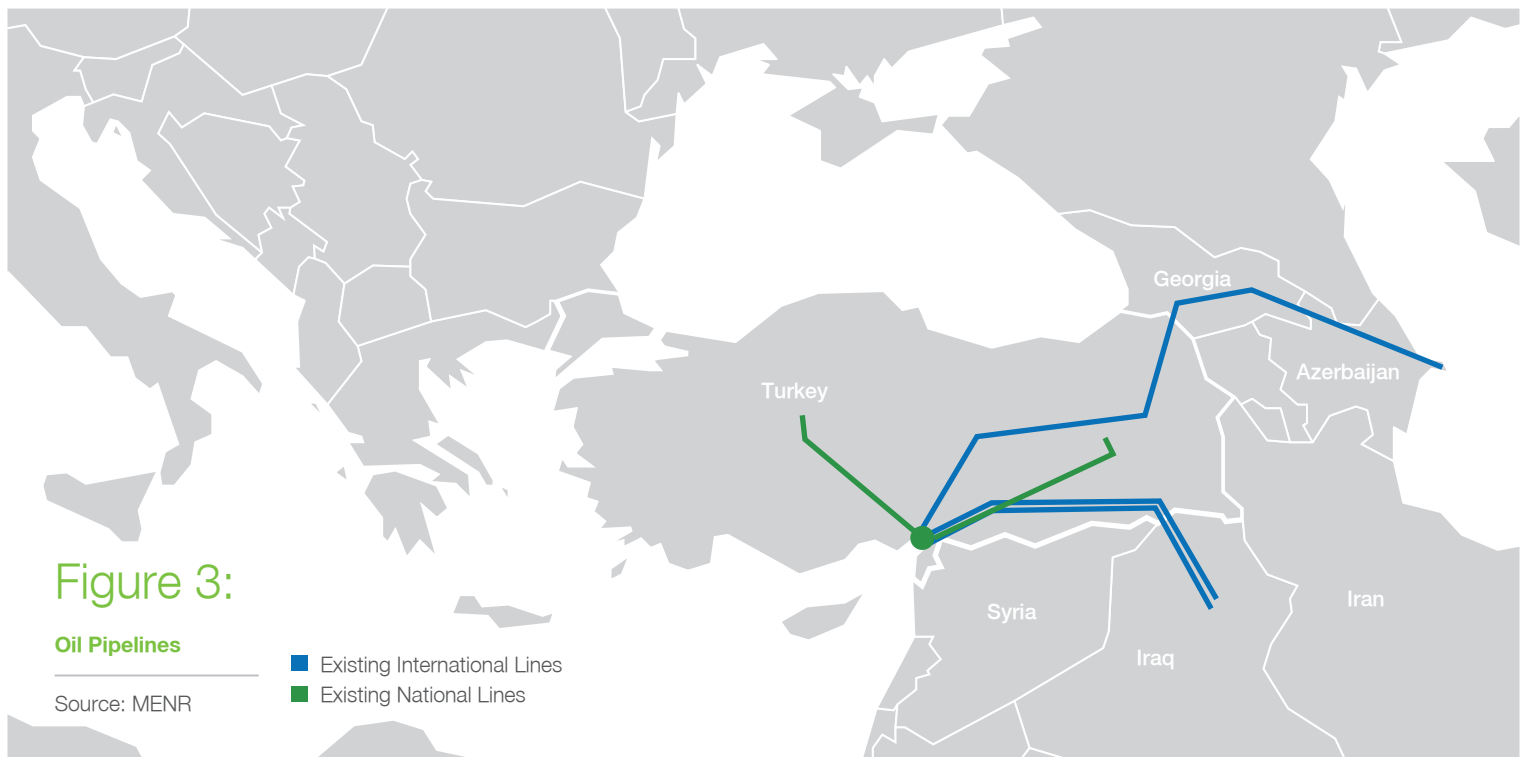 Georgia
Azerbaijan
Turkey
Syria
Iran
Iraq
Figure 3:
Oil Pipelines
Source: MENR
Existing International Lines
Existing National Lines